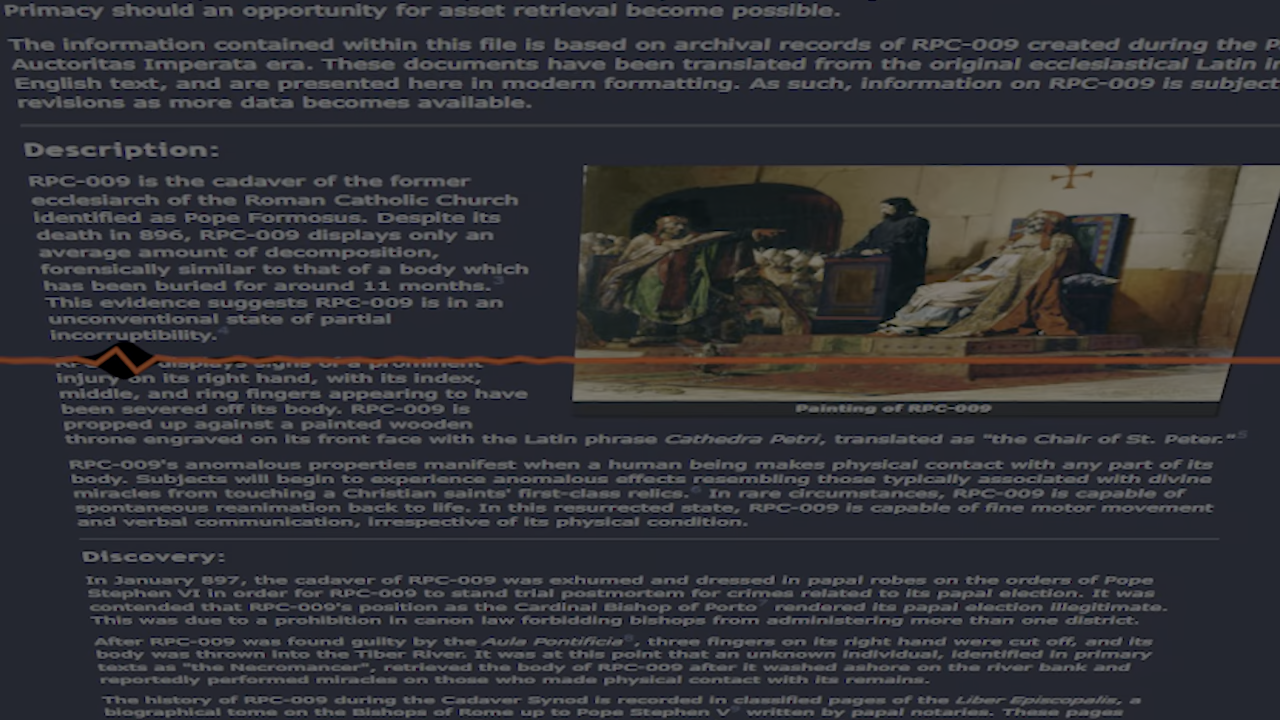 Primacy should an opportunity for asset retrieval become possible.
The information contained within this file is based on archival records of RPC-009 created during the P
Auctoritas Imperata era. These documents have been translated from the original ecclesiastical Latin in
English text, and are presented here in modern formatting. As such, information on RPC-009 is subject
revisions as more data becomes available.
Description:
RPC-009 is the cadaver of the former
ecclesiarch of the Roman Catholic Church
identified as Pope Formosus. Despite its
death in 896, RPC-009 displays only an
average amount of decomposition,
forensically similar to that of a body which
has been buried for around 11 months.3
This evidence suggests RPC-009 is in an
unconventional state of partial
incorruptibility.4
displays signs of a prominent
injury on its right hand, with its index,
middle, and ring fingers appearing to have
been severed off its body. RPC-009 is
propped up against a painted wooden
throne engraved on its front face with the Latin phrase Cathedra Petri, translated as "the Chair of St. Peter."5
Painting of RPC-009
RPC-009's anomalous properties manifest when a human being makes physical contact with any part of its
body. Subjects will begin to experience anomalous effects resembling those typically associated with divine
miracles from touching a Christian saints' first-class relics.6 In rare circumstances, RPC-009 is capable of
spontaneous reanimation back to life. In this resurrected state, RPC-009 is capable of fine motor movement
and verbal communication, irrespective of its physical condition.
Discovery:
In January 897, the cadaver of RPC-009 was exhumed and dressed in papal robes on the orders of Pope
Stephen VI in order for RPC-009 to stand trial postmortem for crimes related to its papal election. It was
contended that RPC-009's position as the Cardinal Bishop of Porto7 rendered its papal election illegitimate.
This was due to a prohibition in canon law forbidding bishops from administering more than one district.
After RPC-009 was found guilty by the Aula Pontificia8, three fingers on its right hand were cut off, and its
body was thrown into the Tiber River. It was at this point that an unknown individual, identified in primary
texts as "the Necromancer", retrieved the body of RPC-009 after it washed ashore on the river bank and
reportedly performed miracles on those who made physical contact with its remains.
The history of RPC-009 during the Cadaver Synod is recorded in classified pages of the Liber Episcopalis, a
biographical tome on the Bishops of Rome up to Pope Stephen V9 written by papal notaries. These pages